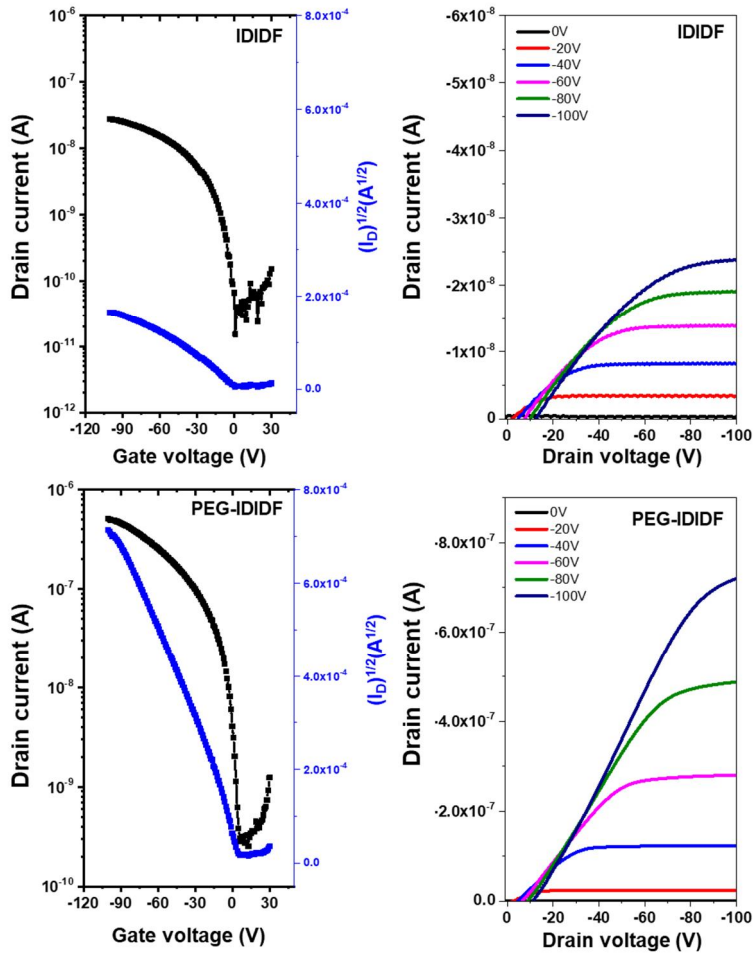 IDIDF
10⁻⁶
10⁻⁷
10⁻⁸
10⁻⁹
10⁻¹⁰
10⁻¹¹
10⁻¹²
Drain current (A)
8.0x10⁻⁴
6.0x10⁻⁴
4.0x10⁻⁴
2.0x10⁻⁴
0.0
(I_D)^1/2(A^1/2)
-120 -90 -60 -30 0 30
Gate voltage (V)
IDIDF
0V
-20V
-40V
-60V
-80V
-100V
-6x10⁻⁸
-5x10⁻⁸
-4x10⁻⁸
-3x10⁻⁸
-2x10⁻⁸
-1x10⁻⁸
0
Drain current (A)
0 -20 -40 -60 -80 -100
Drain voltage (V)
PEG-IDIDF
10⁻⁶
10⁻⁷
10⁻⁸
10⁻⁹
10⁻¹⁰
Drain current (A)
8.0x10⁻⁴
6.0x10⁻⁴
4.0x10⁻⁴
2.0x10⁻⁴
0.0
(I_D)^1/2(A^1/2)
-120 -90 -60 -30 0 30
Gate voltage (V)
PEG-IDIDF
0V
-20V
-40V
-60V
-80V
-100V
-8.0x10⁻⁷
-6.0x10⁻⁷
-4.0x10⁻⁷
-2.0x10⁻⁷
0.0
Drain current (A)
0 -20 -40 -60 -80 -100
Drain voltage (V)